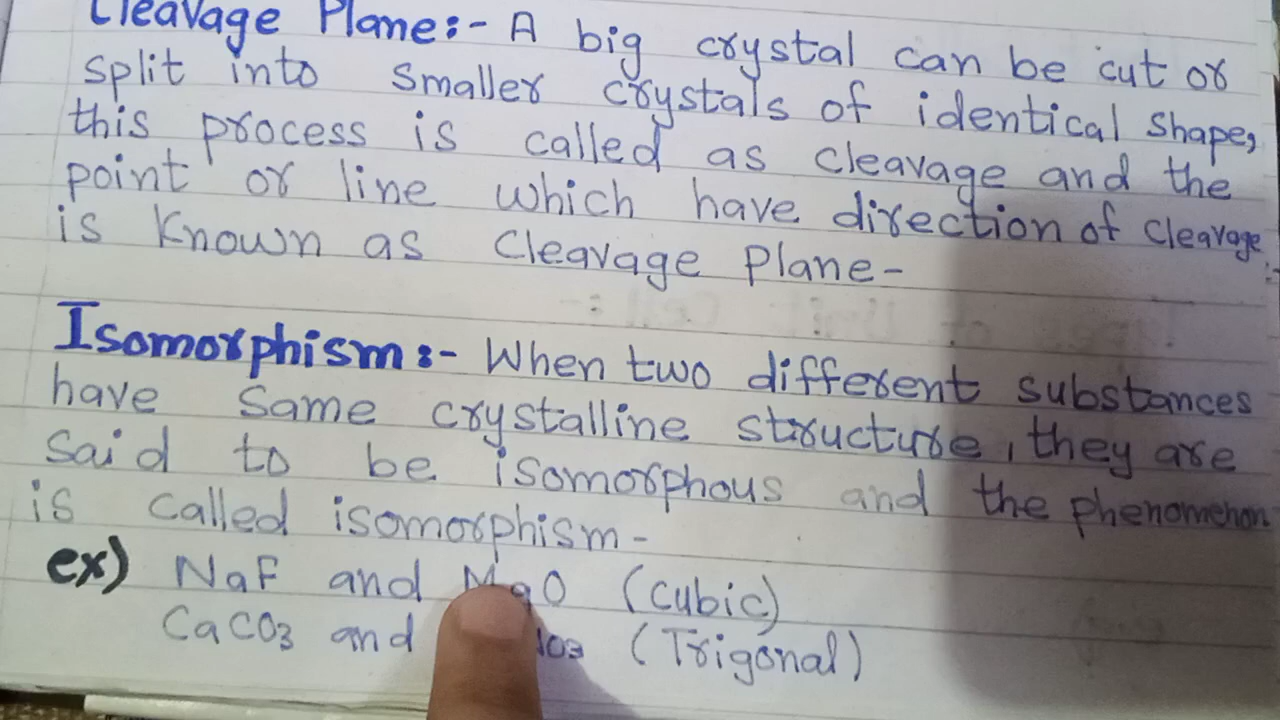 Cleavage Plane:- A big crystal can be cut or
split into smaller crystals of identical shape,
this process is called as cleavage and the
point or line which have direction of cleavage
is known as cleavage plane-
Isomorphism:- When two different substances
have same crystalline structure, they are
said to be isomorphous and the phenomenon
is called isomorphism-
ex) NaF and MgO (cubic)
CaCO3 and (Trigonal)